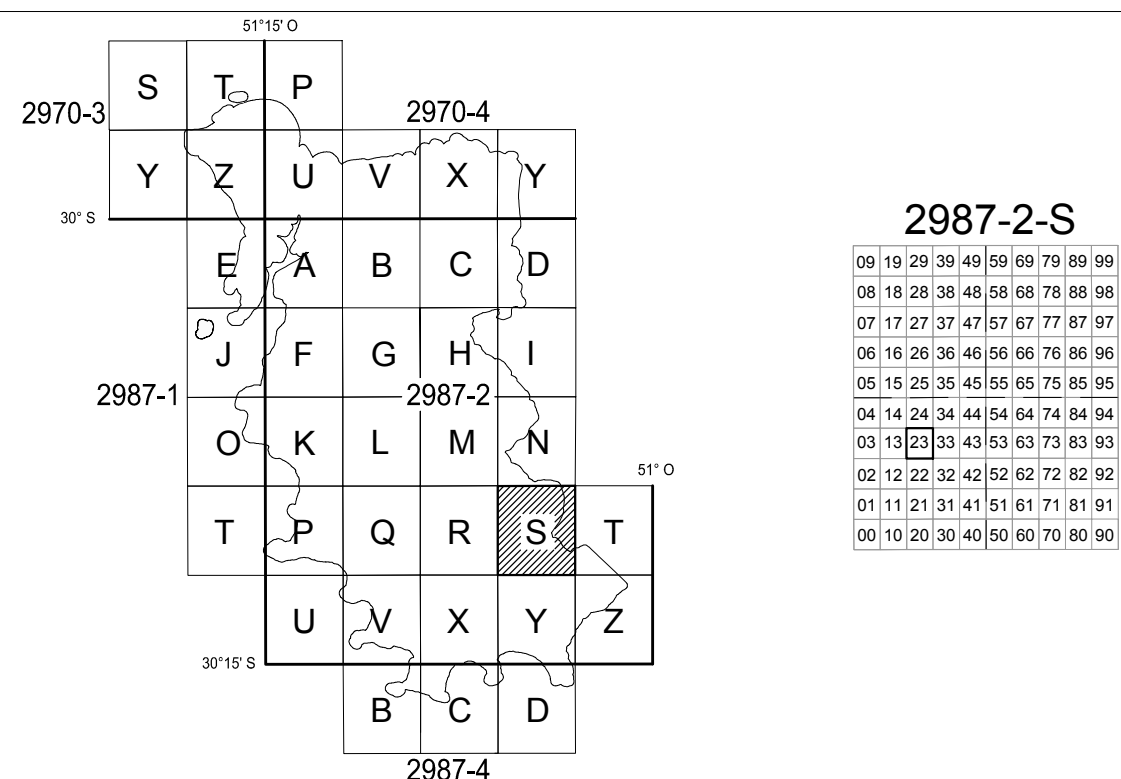 51°15' O
S T P
2970-3
2970-4
Y Z U V X Y
30° S
E A B C D
J F G H I
2987-1
2987-2
O K L M N
51° O
T P Q R S T
U V X Y Z
30°15' S
B C D
2987-4
2987-2-S
09 19 29 39 49 59 69 79 89 99
08 18 28 38 48 58 68 78 88 98
07 17 27 37 47 57 67 77 87 97
06 16 26 36 46 56 66 76 86 96
05 15 25 35 45 55 65 75 85 95
04 14 24 34 44 54 64 74 84 94
03 13 23 33 43 53 63 73 83 93
02 12 22 32 42 52 62 72 82 92
01 11 21 31 41 51 61 71 81 91
00 10 20 30 40 50 60 70 80 90